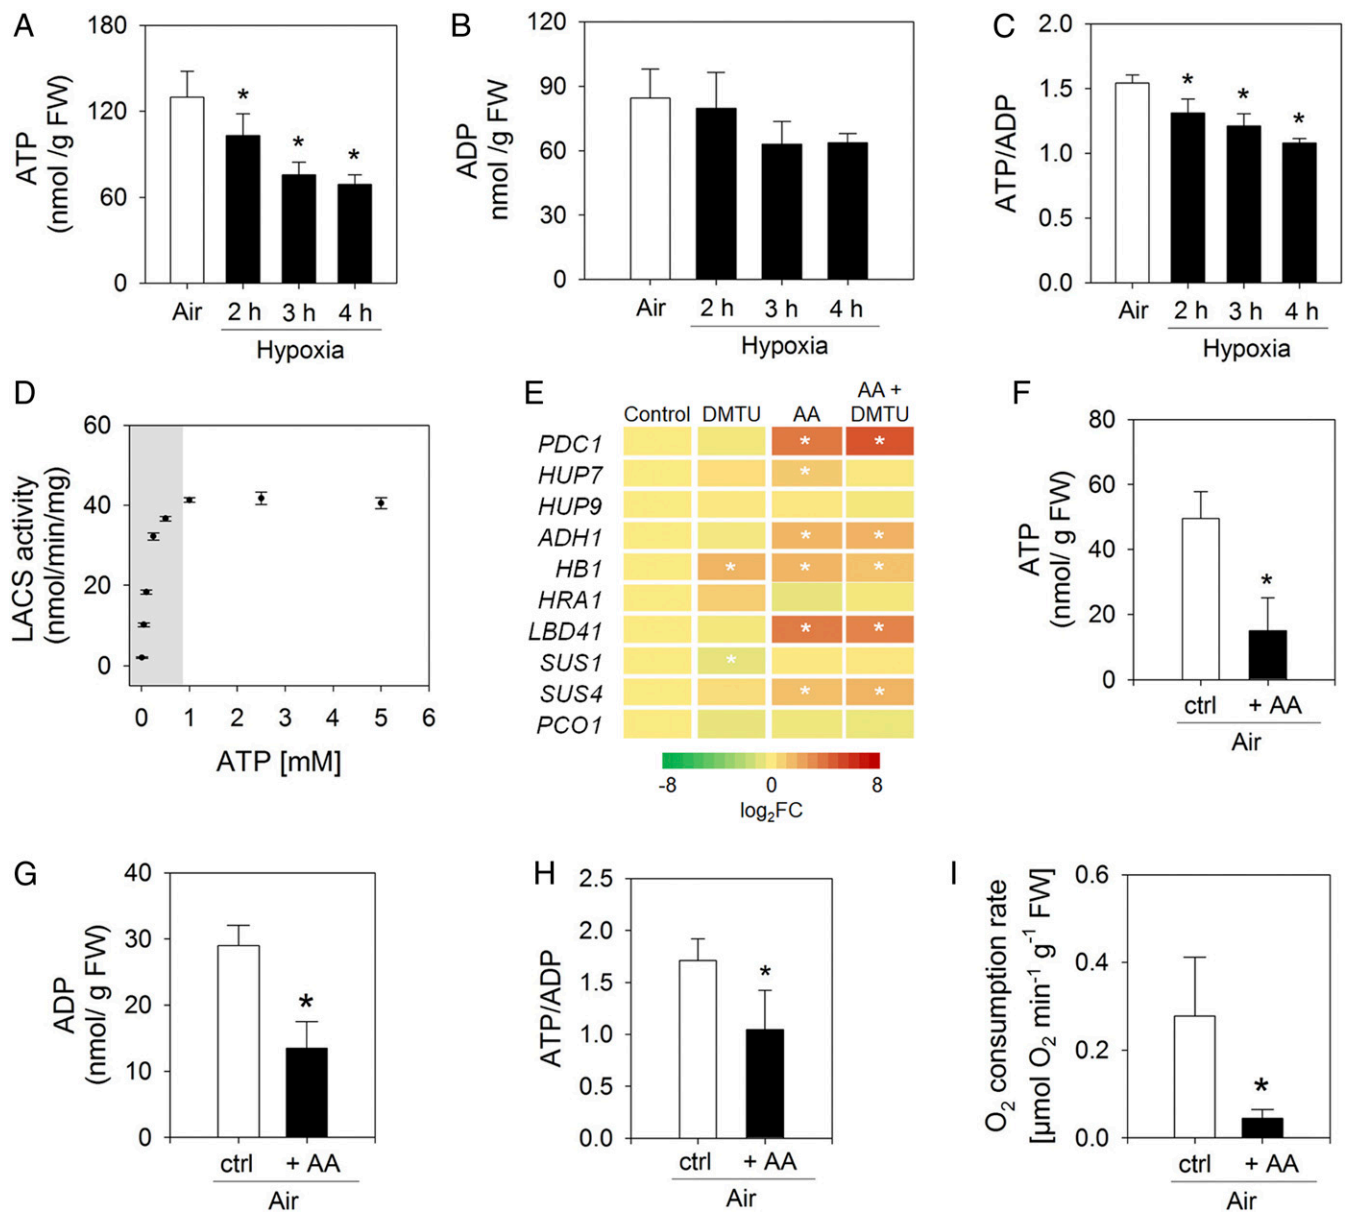 A
ATP
(nmol /g FW)
180
120
60
0
*
*
*
Air
2 h
3 h
4 h
Hypoxia
B
ADP
nmol /g FW
120
90
60
30
0
Air
2 h
3 h
4 h
Hypoxia
C
ATP/ADP
2.0
1.5
1.0
0.5
0.0
*
*
*
Air
2 h
3 h
4 h
Hypoxia
D
LACS activity
(nmol/min/mg)
60
40
20
0
0 1 2 3 4 5 6
ATP [mM]
E
Control DMTU AA AA +
DMTU
PDC1 * *
HUP7 *
HUP9
ADH1 * *
HB1 * * *
HRA1
LBD41 * *
SUS1 *
SUS4 * *
PCO1
-8 0 8
log₂FC
F
ATP
(nmol/ g FW)
80
60
40
20
0
*
ctrl + AA
Air
G
ADP
(nmol/ g FW)
40
30
20
10
0
*
ctrl + AA
Air
H
ATP/ADP
2.5
2.0
1.5
1.0
0.5
0.0
*
ctrl + AA
Air
I
O₂ consumption rate
[µmol O₂ min⁻¹ g⁻¹ FW]
0.6
0.4
0.2
0.0
*
ctrl + AA
Air